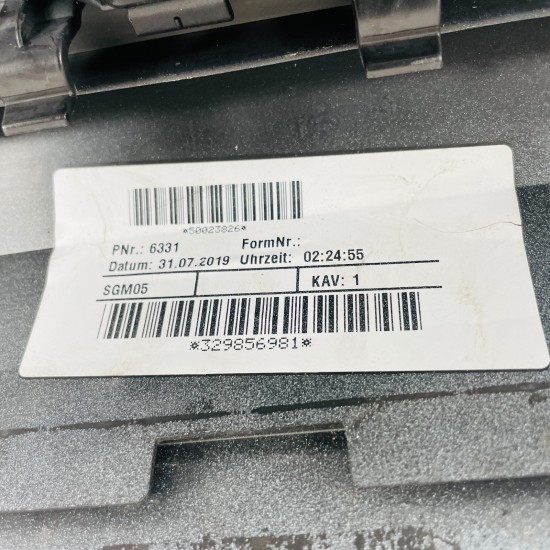 *50023826*
PNr.: 6331 FormNr.:
Datum: 31.07.2019 Uhrzeit: 02:24:55
SGM05 KAV: 1
*329856981*